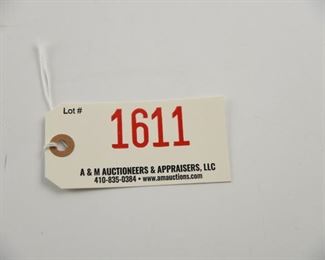 Lot #
1611
A & M AUCTIONEERS & APPRAISERS, LLC
410-835-0384 • www.amauctions.com